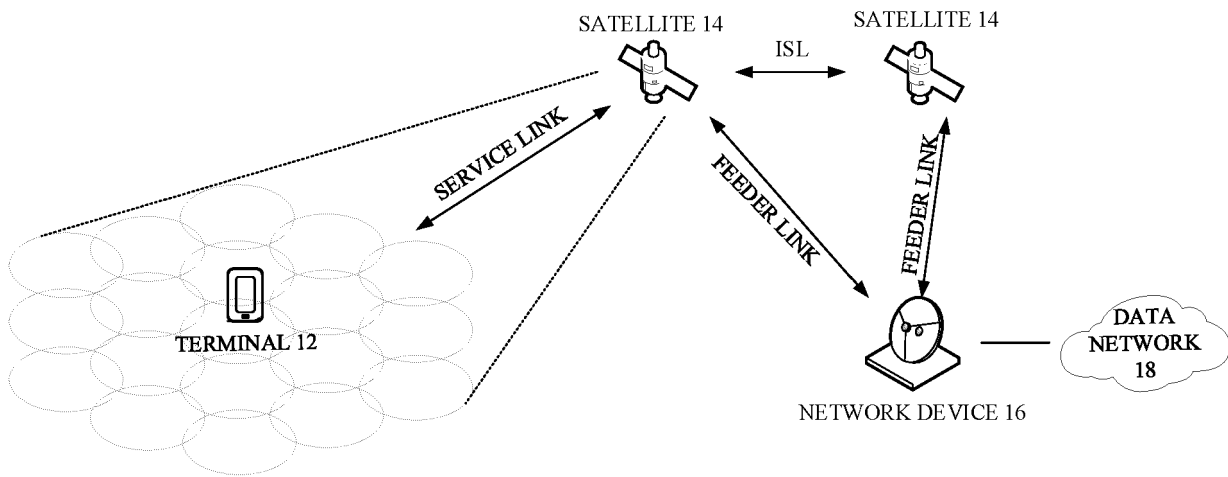 SATELLITE 14
SATELLITE 14
ISL
SERVICE LINK
FEEDER LINK
FEEDER LINK
TERMINAL 12
DATA
NETWORK
18
NETWORK DEVICE 16